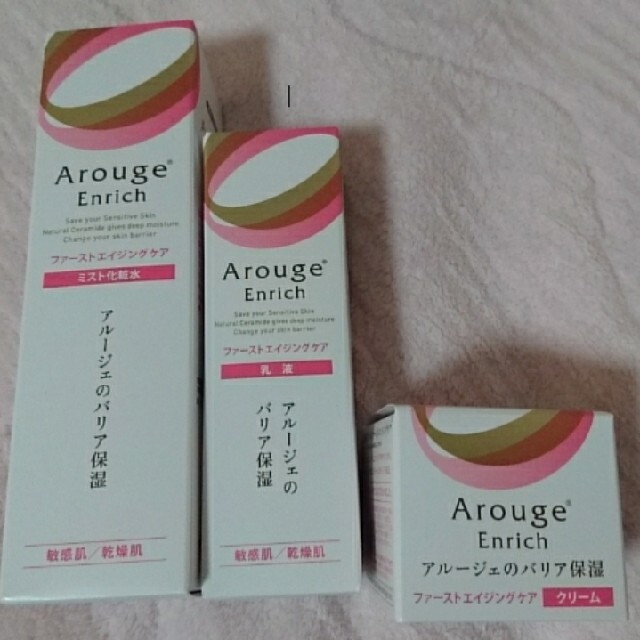 Arouge®
Enrich
Save your Sensitive Skin
Natural Ceramide gives deep moisture
Change your skin barrier
ファーストエイジングケア
ミスト化粧水
アルージェのバリア保湿
敏感肌／乾燥肌
Arouge®
Enrich
Save your Sensitive Skin
Natural Ceramide gives deep moisture
Change your skin barrier
ファーストエイジングケア
乳液
アルージェの
バリア保湿
敏感肌／乾燥肌
Arouge®
Enrich
アルージェのバリア保湿
ファーストエイジングケア クリーム